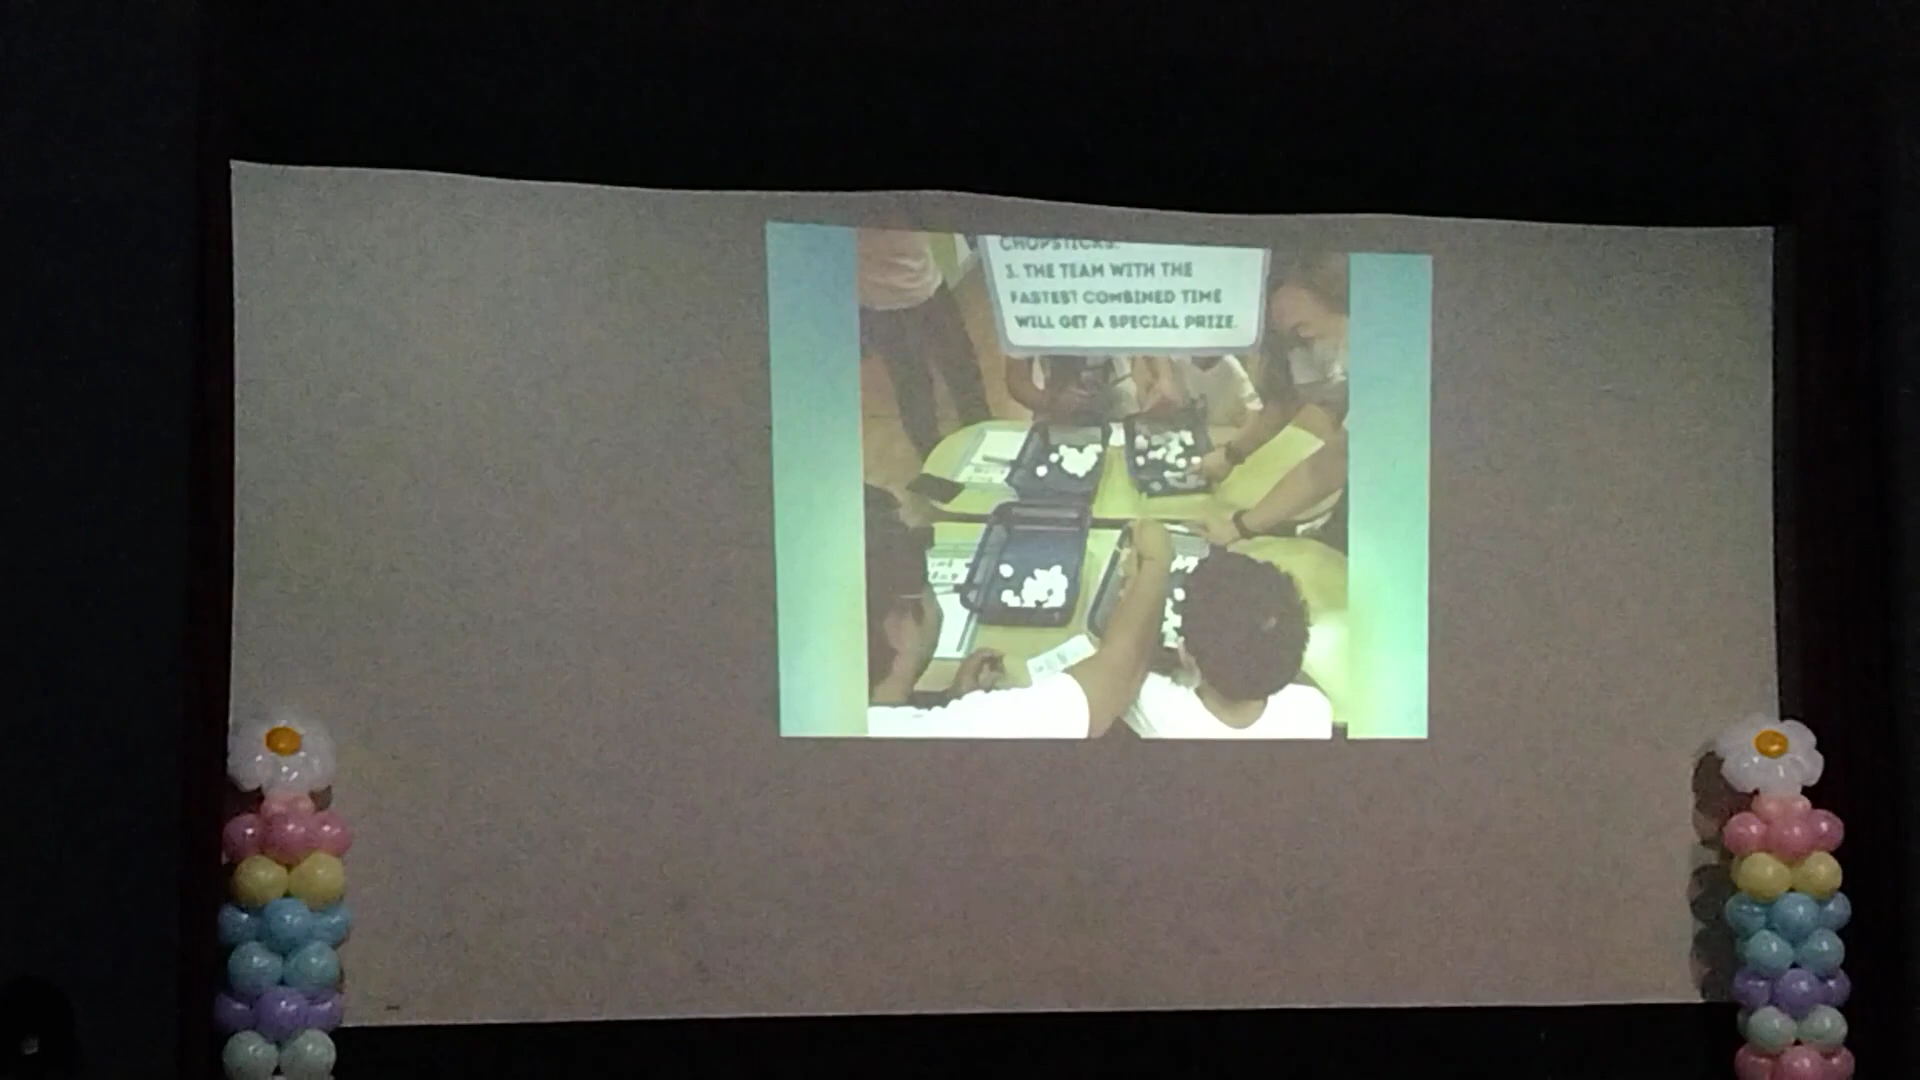 CHOPSTICKS.
3. THE TEAM WITH THE
FASTEST COMBINED TIME
WILL GET A SPECIAL PRIZE.